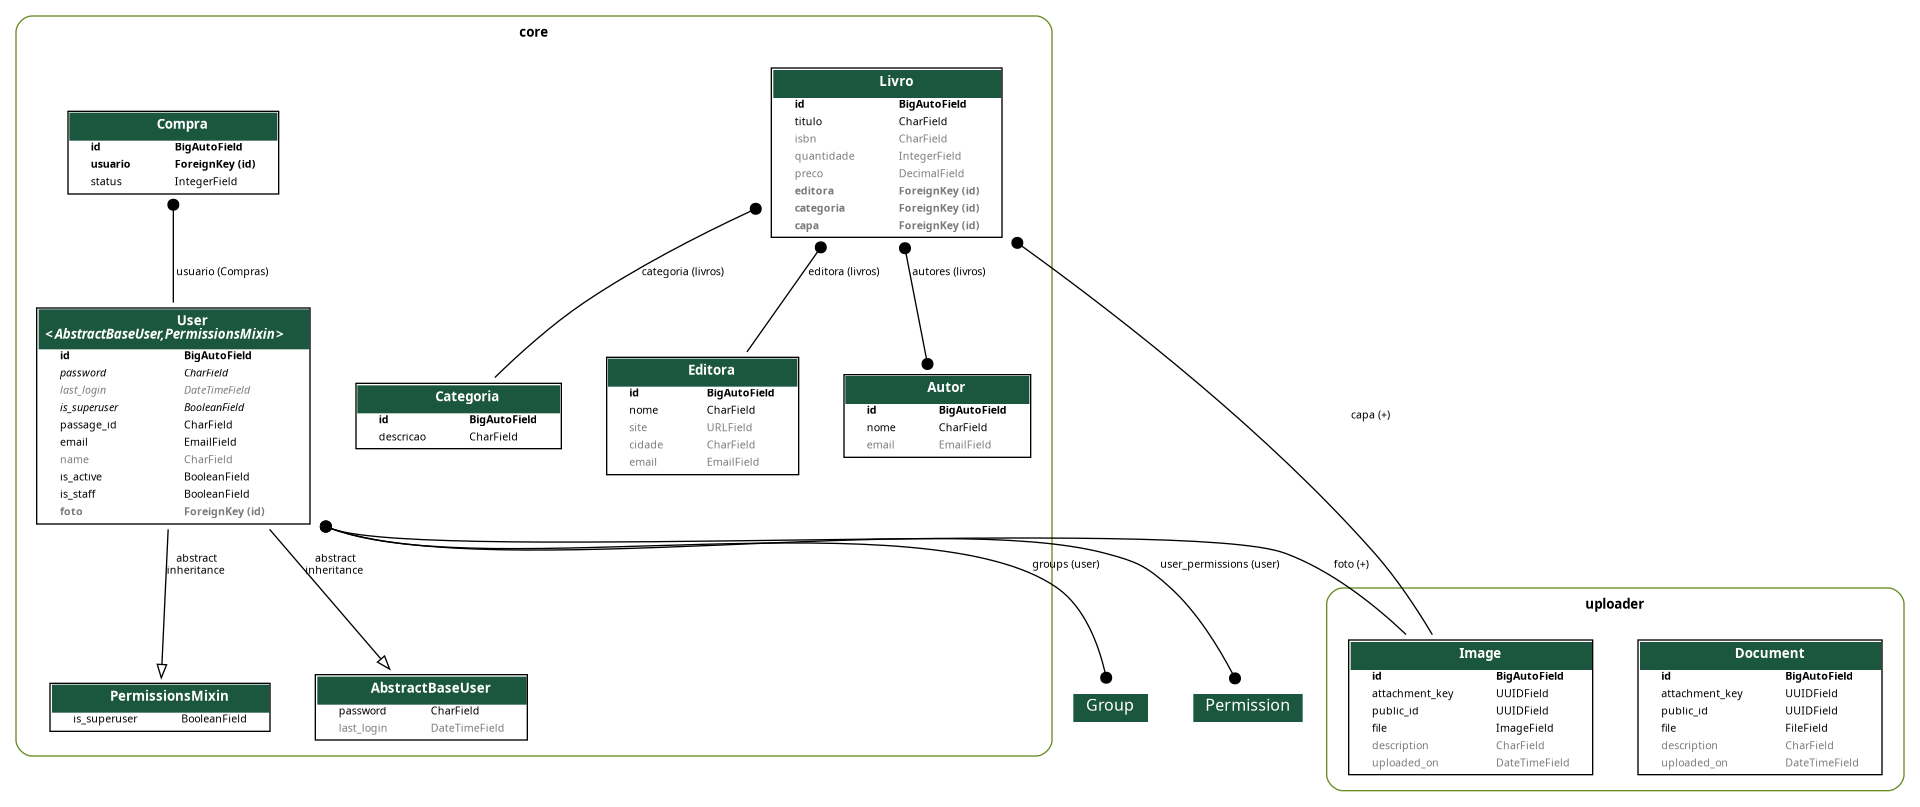 core
Livro
id BigAutoField
titulo CharField
isbn CharField
quantidade IntegerField
preco DecimalField
editora ForeignKey (id)
categoria ForeignKey (id)
capa ForeignKey (id)
Compra
id BigAutoField
usuario ForeignKey (id)
status IntegerField
usuario (Compras)
categoria (livros)
editora (livros)
autores (livros)
User
<AbstractBaseUser,PermissionsMixin>
id BigAutoField
password CharField
last_login DateTimeField
is_superuser BooleanField
passage_id CharField
email EmailField
name CharField
is_active BooleanField
is_staff BooleanField
foto ForeignKey (id)
Categoria
id BigAutoField
descricao CharField
Editora
id BigAutoField
nome CharField
site URLField
cidade CharField
email EmailField
Autor
id BigAutoField
nome CharField
email EmailField
capa (+)
abstract
inheritance
abstract
inheritance
groups (user)
user_permissions (user)
foto (+)
PermissionsMixin
is_superuser BooleanField
AbstractBaseUser
password CharField
last_login DateTimeField
Group
Permission
uploader
Image
id BigAutoField
attachment_key UUIDField
public_id UUIDField
file ImageField
description CharField
uploaded_on DateTimeField
Document
id BigAutoField
attachment_key UUIDField
public_id UUIDField
file FileField
description CharField
uploaded_on DateTimeField